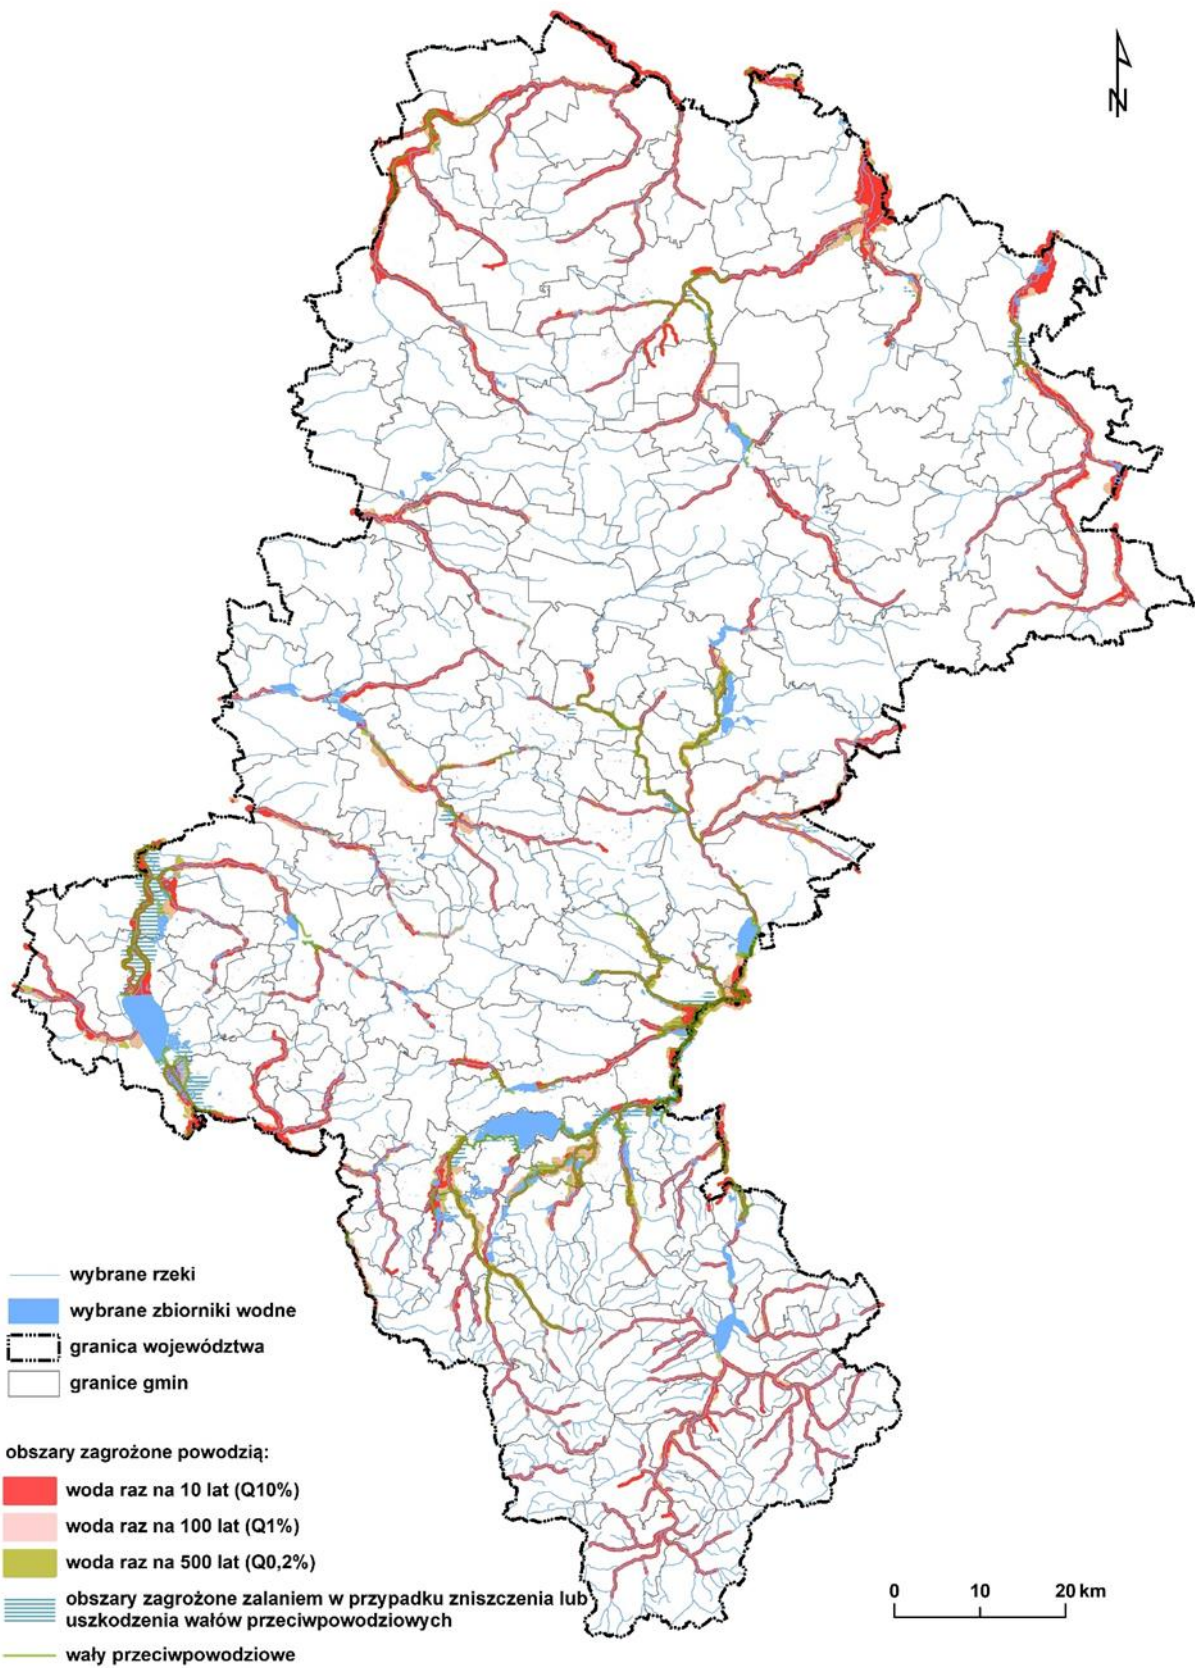 N
wybrane rzeki
wybrane zbiorniki wodne
granica województwa
granice gmin
obszary zagrożone powodzią:
woda raz na 10 lat (Q10%)
woda raz na 100 lat (Q1%)
woda raz na 500 lat (Q0,2%)
obszary zagrożone zalaniem w przypadku zniszczenia lub
uszkodzenia wałów przeciwpowodziowych
wały przeciwpowodziowe
0 10 20 km